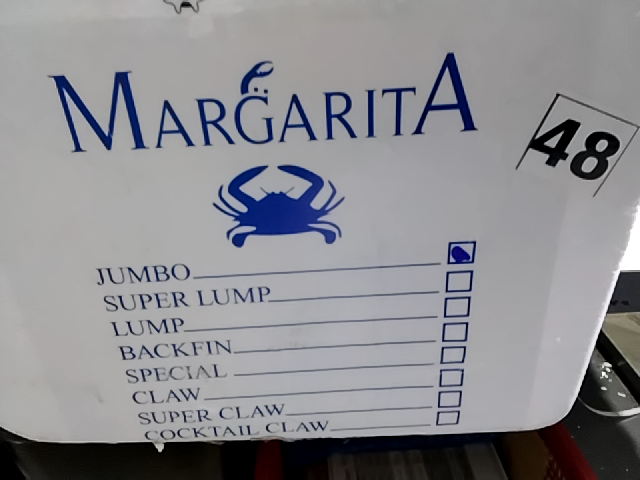 MARGARITA
48
JUMBO
SUPER LUMP
LUMP
BACKFIN
SPECIAL
CLAW
SUPER CLAW
COCKTAIL CLAW